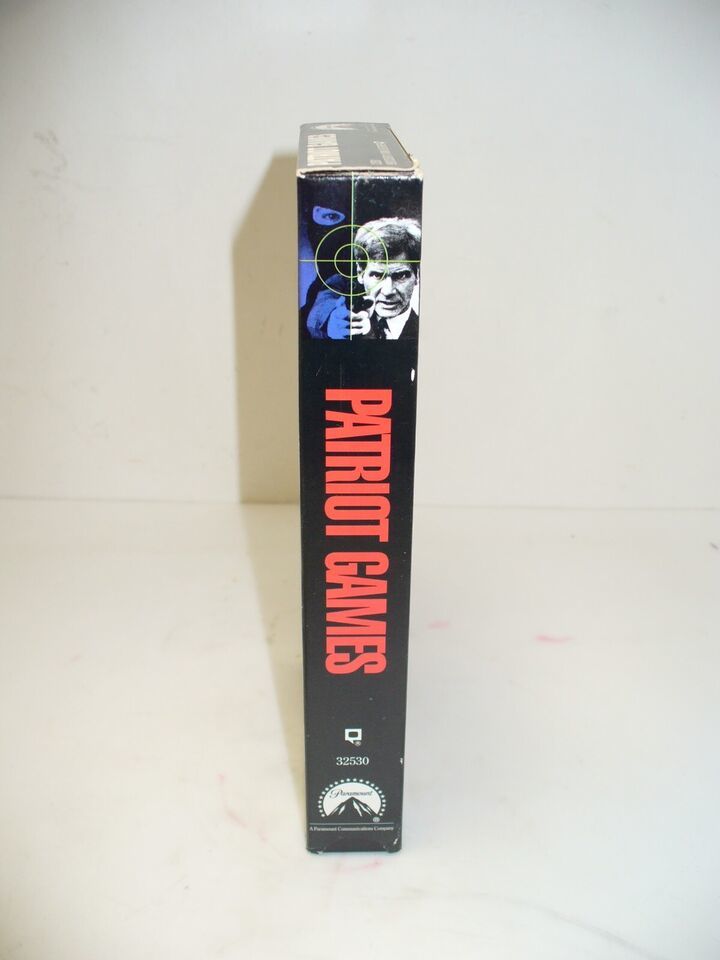 PATRIOT GAMES
®
32530
Paramount
®
A Paramount Communications Company